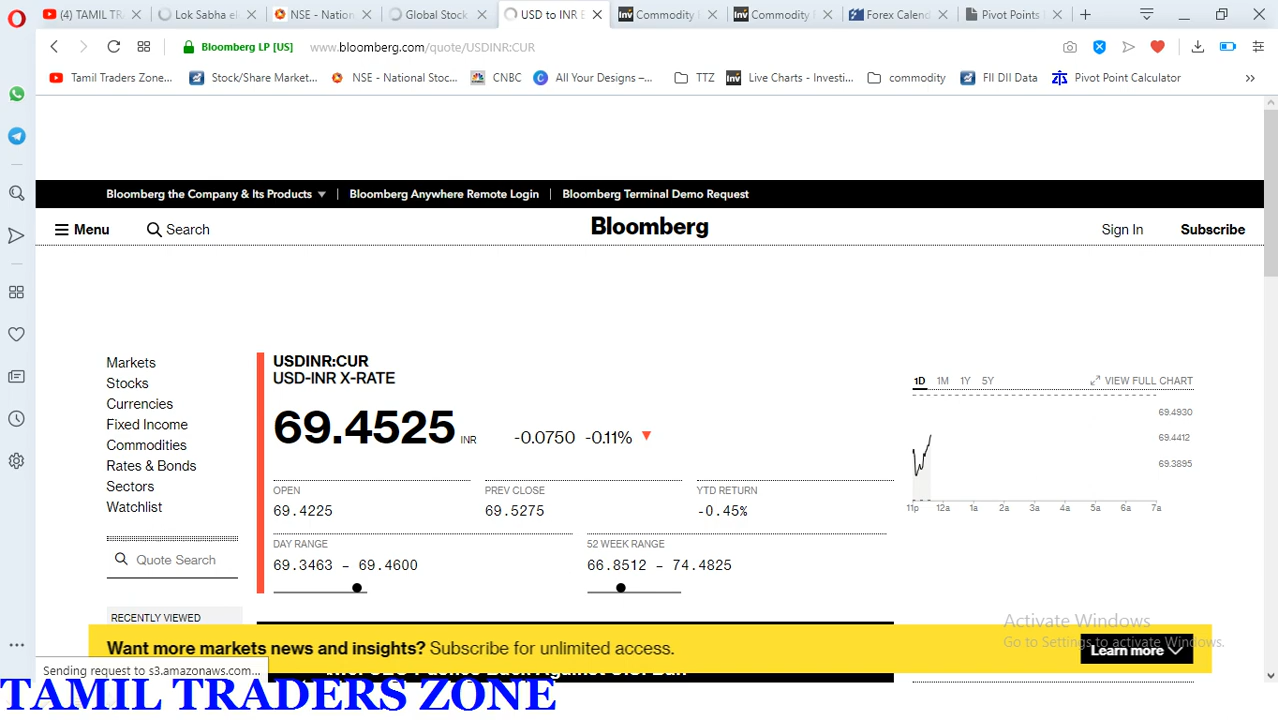 (4) TAMIL TR
Lok Sabha el
NSE - Nation
Global Stock
USD to INR E
Commodity
Commodity
Forex Calend
Pivot Points
Bloomberg LP [US]
www.bloomberg.com/quote/USDINR:CUR
Tamil Traders Zone...
Stock/Share Market...
NSE - National Stoc...
CNBC
All Your Designs –...
TTZ
Live Charts - Investi...
commodity
FII DII Data
Pivot Point Calculator
Bloomberg the Company & Its Products
Bloomberg Anywhere Remote Login
Bloomberg Terminal Demo Request
Menu
Search
Bloomberg
Sign In
Subscribe
Markets
Stocks
Currencies
Fixed Income
Commodities
Rates & Bonds
Sectors
Watchlist
Quote Search
RECENTLY VIEWED
USDINR:CUR
USD-INR X-RATE
69.4525 INR -0.0750 -0.11%
OPEN
69.4225
PREV CLOSE
69.5275
YTD RETURN
-0.45%
DAY RANGE
69.3463 - 69.4600
52 WEEK RANGE
66.8512 - 74.4825
1D 1M 1Y 5Y
VIEW FULL CHART
69.4930
69.4412
69.3895
11p 12a 1a 2a 3a 4a 5a 6a 7a
Activate Windows
Go to Settings to activate Windows.
Want more markets news and insights? Subscribe for unlimited access.
Learn more
Sending request to s3.amazonaws.com...
TAMIL TRADERS ZONE